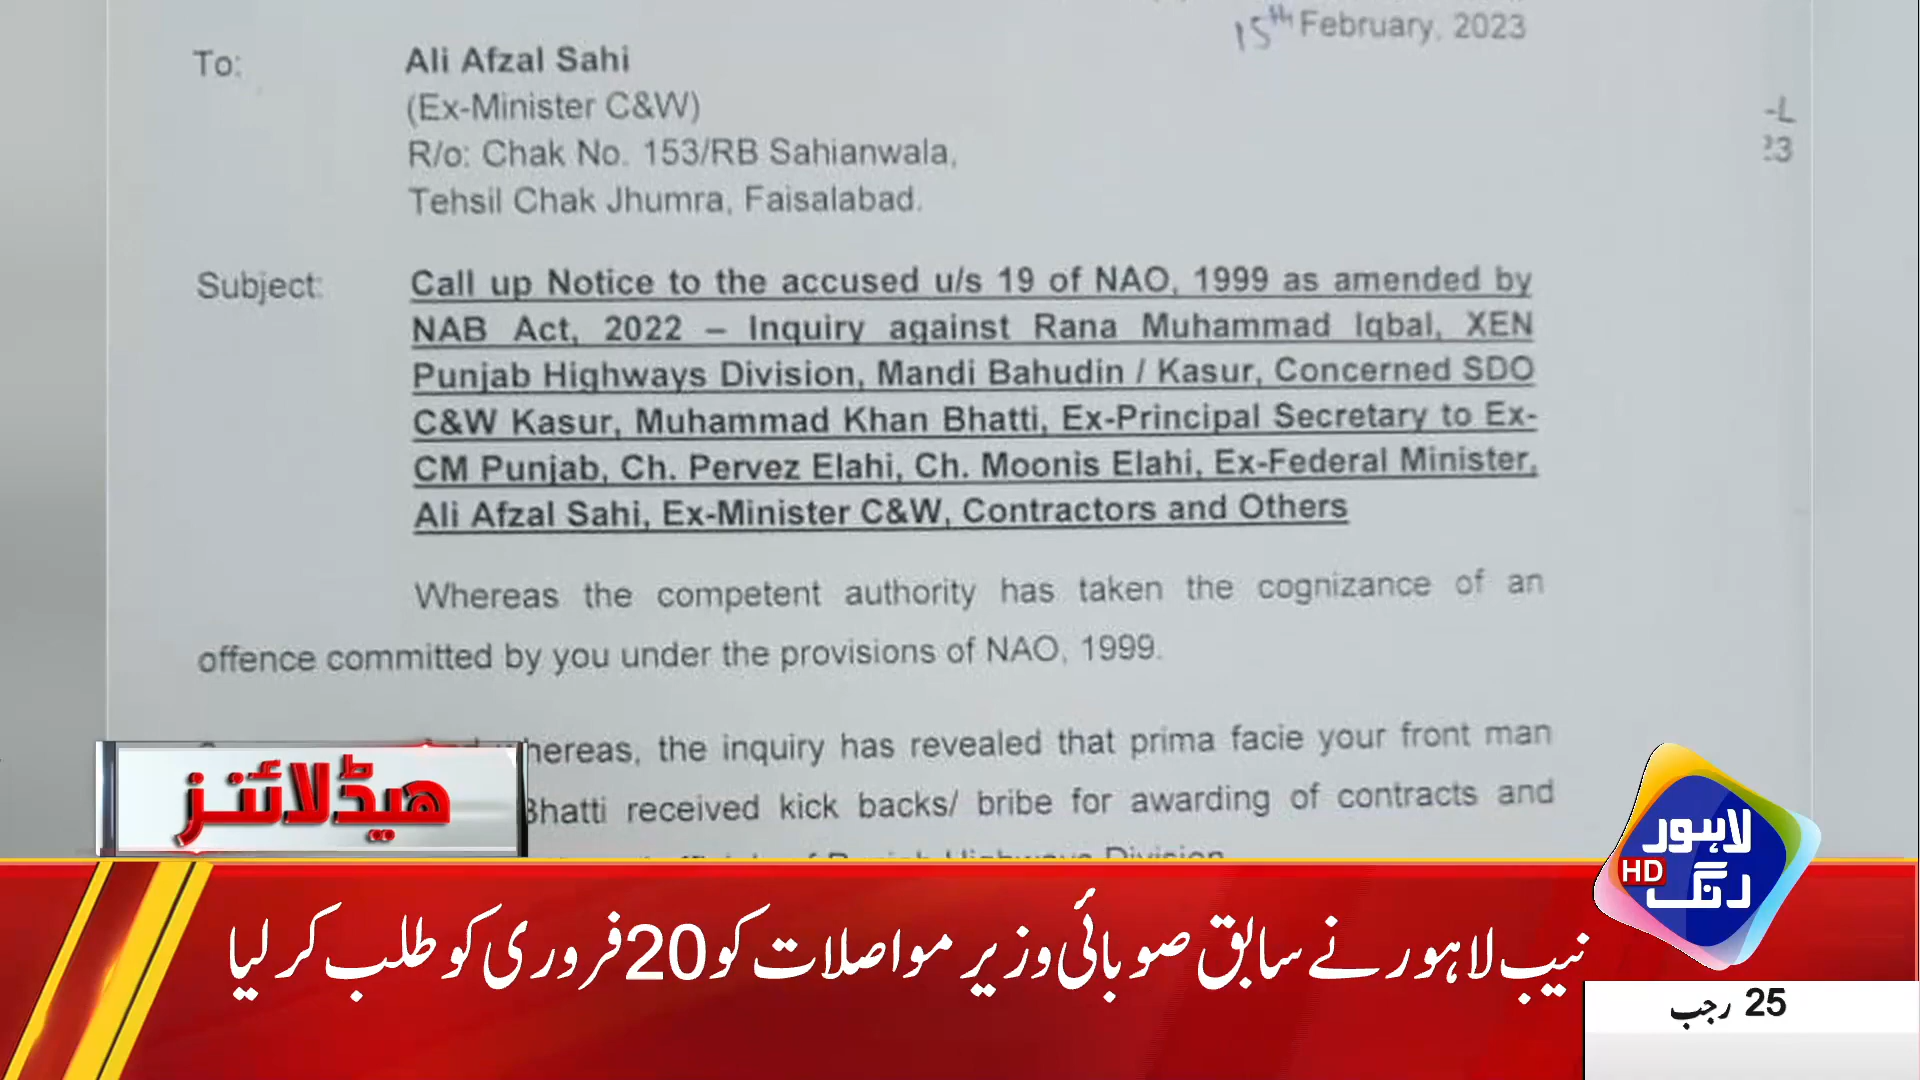 15th February, 2023
To: Ali Afzal Sahi
(Ex-Minister C&W)
R/o: Chak No. 153/RB Sahianwala,
Tehsil Chak Jhumra, Faisalabad.
Subject: Call up Notice to the accused u/s 19 of NAO, 1999 as amended by
NAB Act, 2022 – Inquiry against Rana Muhammad Iqbal, XEN
Punjab Highways Division, Mandi Bahudin / Kasur, Concerned SDO
C&W Kasur, Muhammad Khan Bhatti, Ex-Principal Secretary to Ex-
CM Punjab, Ch. Pervez Elahi, Ch. Moonis Elahi, Ex-Federal Minister,
Ali Afzal Sahi, Ex-Minister C&W, Contractors and Others
Whereas the competent authority has taken the cognizance of an
offence committed by you under the provisions of NAO, 1999.
whereas, the inquiry has revealed that prima facie your front man
Bhatti received kick backs/ bribe for awarding of contracts and
Punjab Highways Division
ہیڈلائنز
لاہور
رنگ
HD
نیب لاہور نے سابق صوبائی وزیر مواصلات کو 20 فروری کو طلب کر لیا
25 رجب